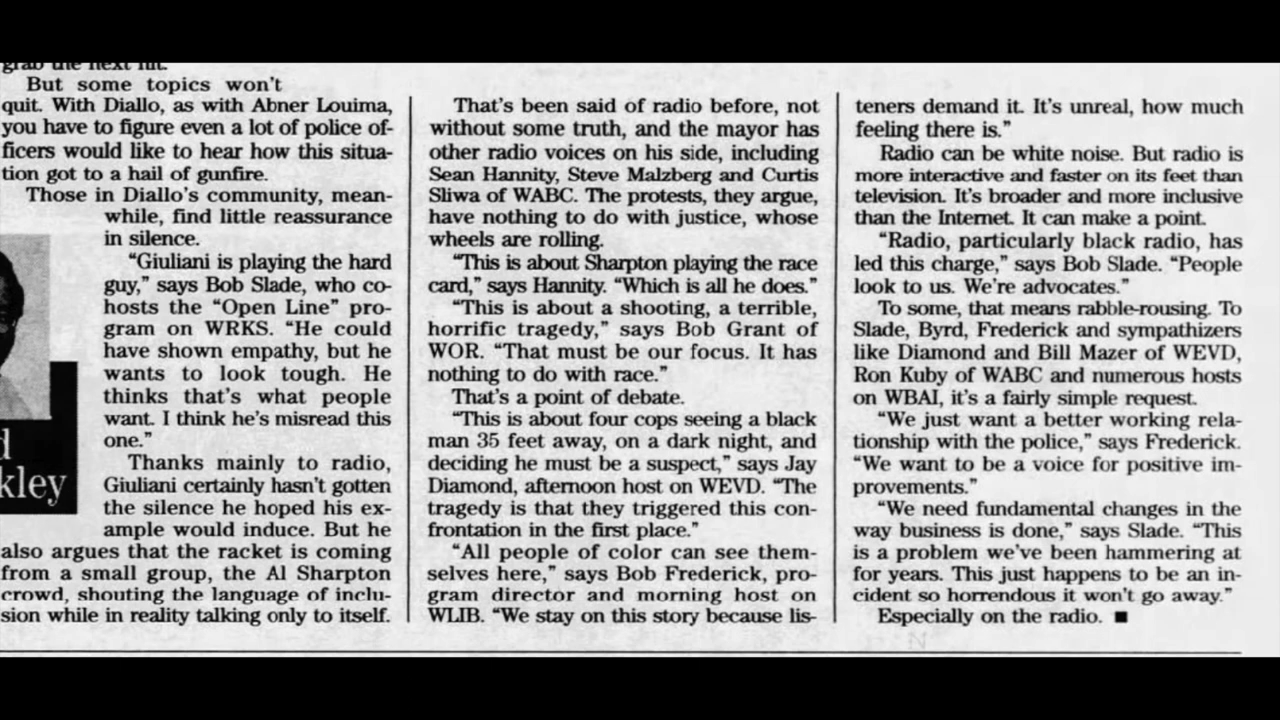 grab the next hit.
But some topics won't
quit. With Diallo, as with Abner Louima,
you have to figure even a lot of police of-
ficers would like to hear how this situa-
tion got to a hail of gunfire.
Those in Diallo's community, mean-
while, find little reassurance
in silence.
"Giuliani is playing the hard
guy," says Bob Slade, who co-
hosts the "Open Line" pro-
gram on WRKS. "He could
have shown empathy, but he
wants to look tough. He
thinks that's what people
want. I think he's misread this
one."
Thanks mainly to radio,
Giuliani certainly hasn't gotten
the silence he hoped his ex-
ample would induce. But he
also argues that the racket is coming
from a small group, the Al Sharpton
crowd, shouting the language of inclu-
sion while in reality talking only to itself.
d
kley
That's been said of radio before, not
without some truth, and the mayor has
other radio voices on his side, including
Sean Hannity, Steve Malzberg and Curtis
Sliwa of WABC. The protests, they argue,
have nothing to do with justice, whose
wheels are rolling.
"This is about Sharpton playing the race
card," says Hannity. "Which is all he does."
"This is about a shooting, a terrible,
horrific tragedy," says Bob Grant of
WOR. "That must be our focus. It has
nothing to do with race."
That's a point of debate.
"This is about four cops seeing a black
man 35 feet away, on a dark night, and
deciding he must be a suspect," says Jay
Diamond, afternoon host on WEVD. "The
tragedy is that they triggered this con-
frontation in the first place."
"All people of color can see them-
selves here," says Bob Frederick, pro-
gram director and morning host on
WLIB. "We stay on this story because lis-
teners demand it. It's unreal, how much
feeling there is."
Radio can be white noise. But radio is
more interactive and faster on its feet than
television. It's broader and more inclusive
than the Internet. It can make a point.
"Radio, particularly black radio, has
led this charge," says Bob Slade. "People
look to us. We're advocates."
To some, that means rabble-rousing. To
Slade, Byrd, Frederick and sympathizers
like Diamond and Bill Mazer of WEVD,
Ron Kuby of WABC and numerous hosts
on WBAI, it's a fairly simple request.
"We just want a better working rela-
tionship with the police," says Frederick.
"We want to be a voice for positive im-
provements."
"We need fundamental changes in the
way business is done," says Slade. "This
is a problem we've been hammering at
for years. This just happens to be an in-
cident so horrendous it won't go away."
Especially on the radio. ■